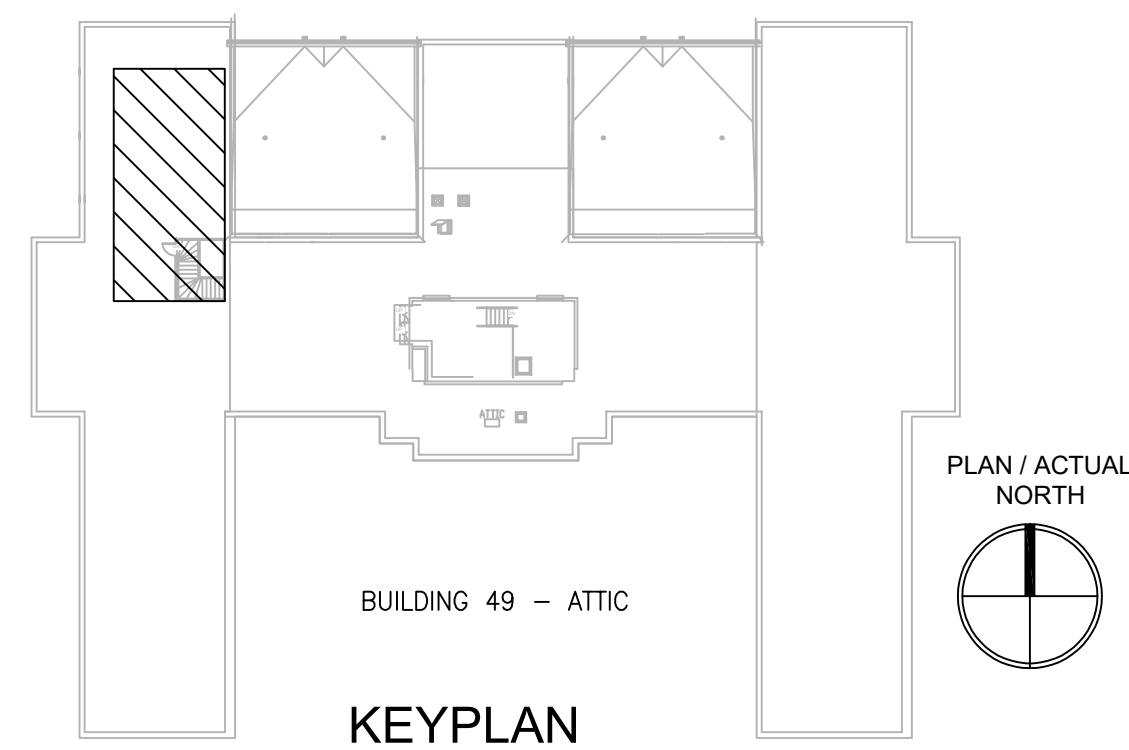 ATTIC
PLAN / ACTUAL
NORTH
BUILDING 49 – ATTIC
KEYPLAN